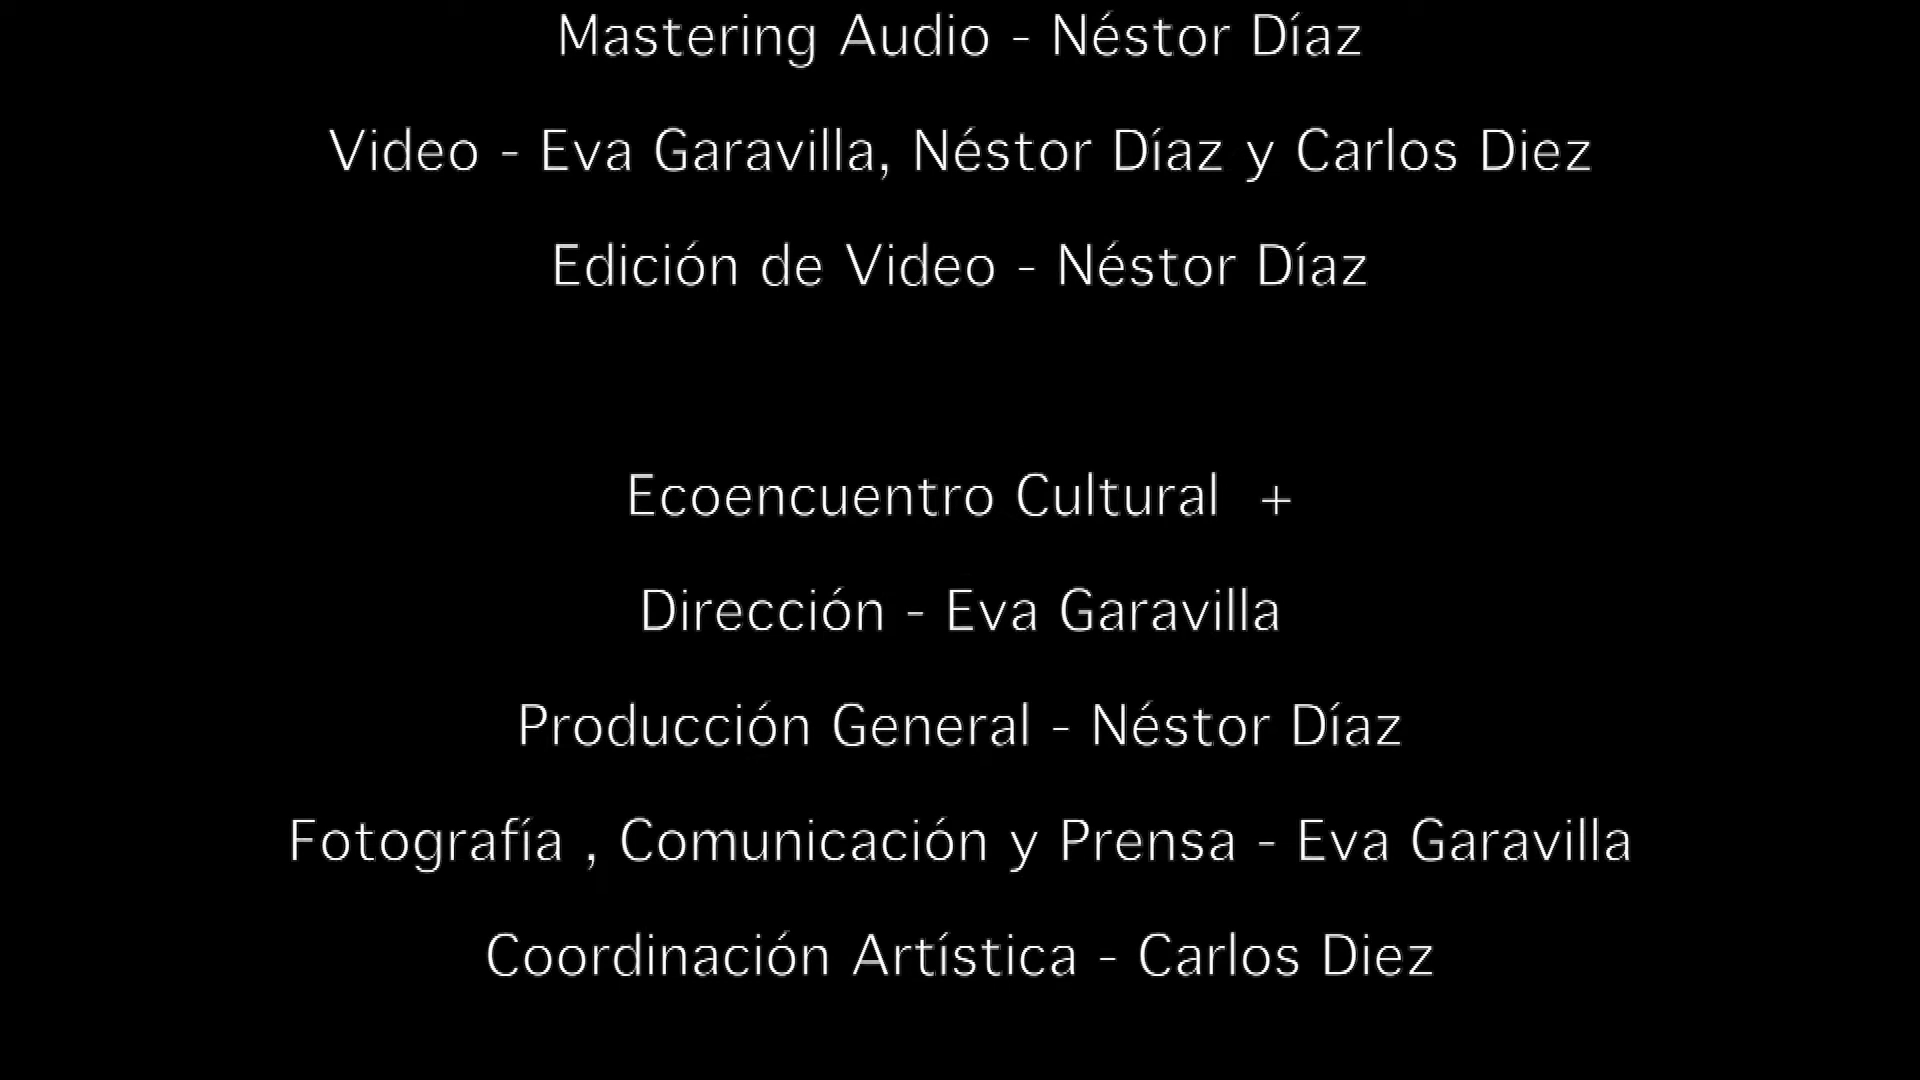 Mastering Audio - Néstor Díaz
Video - Eva Garavilla, Néstor Díaz y Carlos Diez
Edición de Video - Néstor Díaz
Ecoencuentro Cultural  +
Dirección - Eva Garavilla
Producción General - Néstor Díaz
Fotografía , Comunicación y Prensa - Eva Garavilla
Coordinación Artística - Carlos Diez